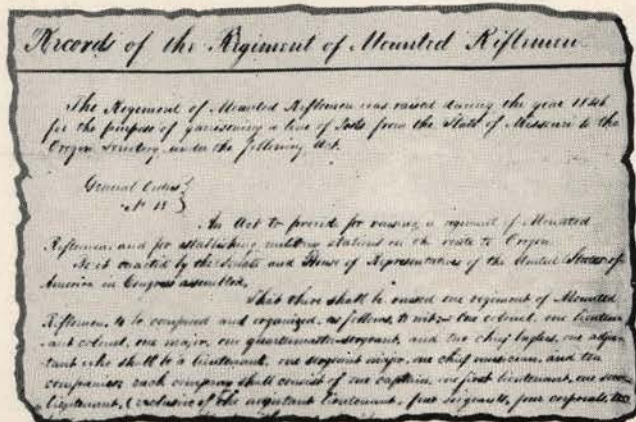 Records of the Regiment of Mounted Riflemen
The Regement of Mounted Riflemen was raised during the year 1846
for the purpose of garrisoning a line of Posts from the State of Missouri to the
Oregon Territory under the following Act.
General Orders }
No 18 }
An Act to provide for raising a regiment of Mounted
Riflemen and for establishing military stations on the route to Oregon.
Be it enacted by the Senate and House of Representatives of the United States of
America in Congress assembled,
That there shall be raised one regiment of Mounted
Riflemen, to be composed and organized, as follows, to wit:- One colonel, one lieuten-
ant colonel, one major, one quartermaster-sergeant, and two chief buglers, one adju-
tant who shall be a lieutenant, one sergeant major, one chief musician, and ten
companies; each company shall consist of one captain, one first lieutenant, one second
lieutenant, (exclusive of the adjutant lieutenant, four sergeants, four corporals, two